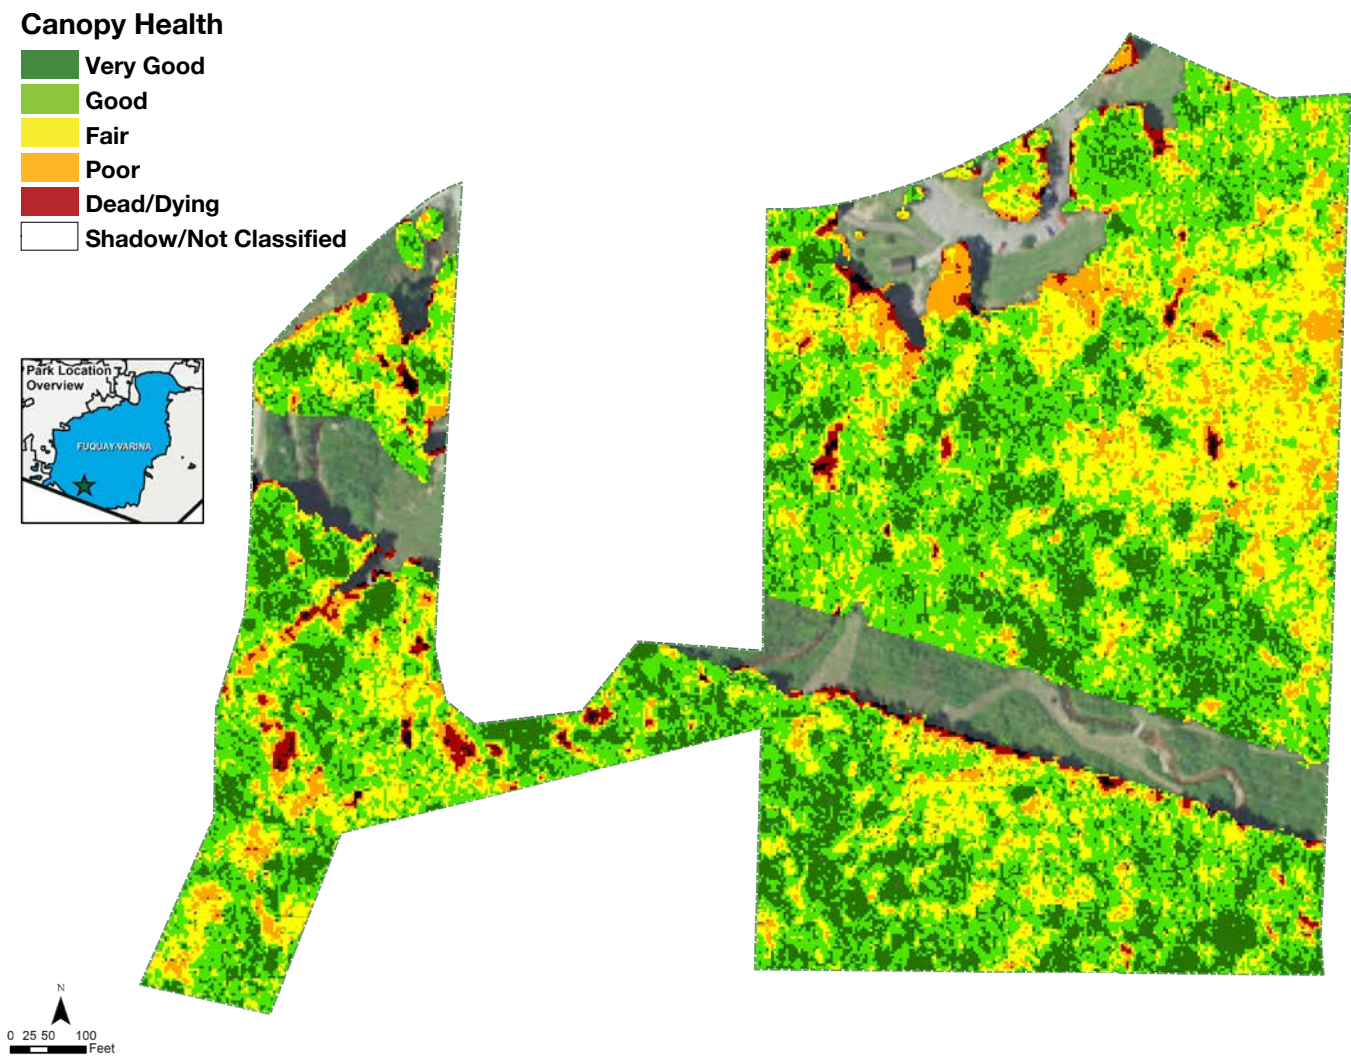 Canopy Health
Very Good
Good
Fair
Poor
Dead/Dying
Shadow/Not Classified
Park Location
Overview
FUQUAY-VARINA
N
0 25 50 100
Feet